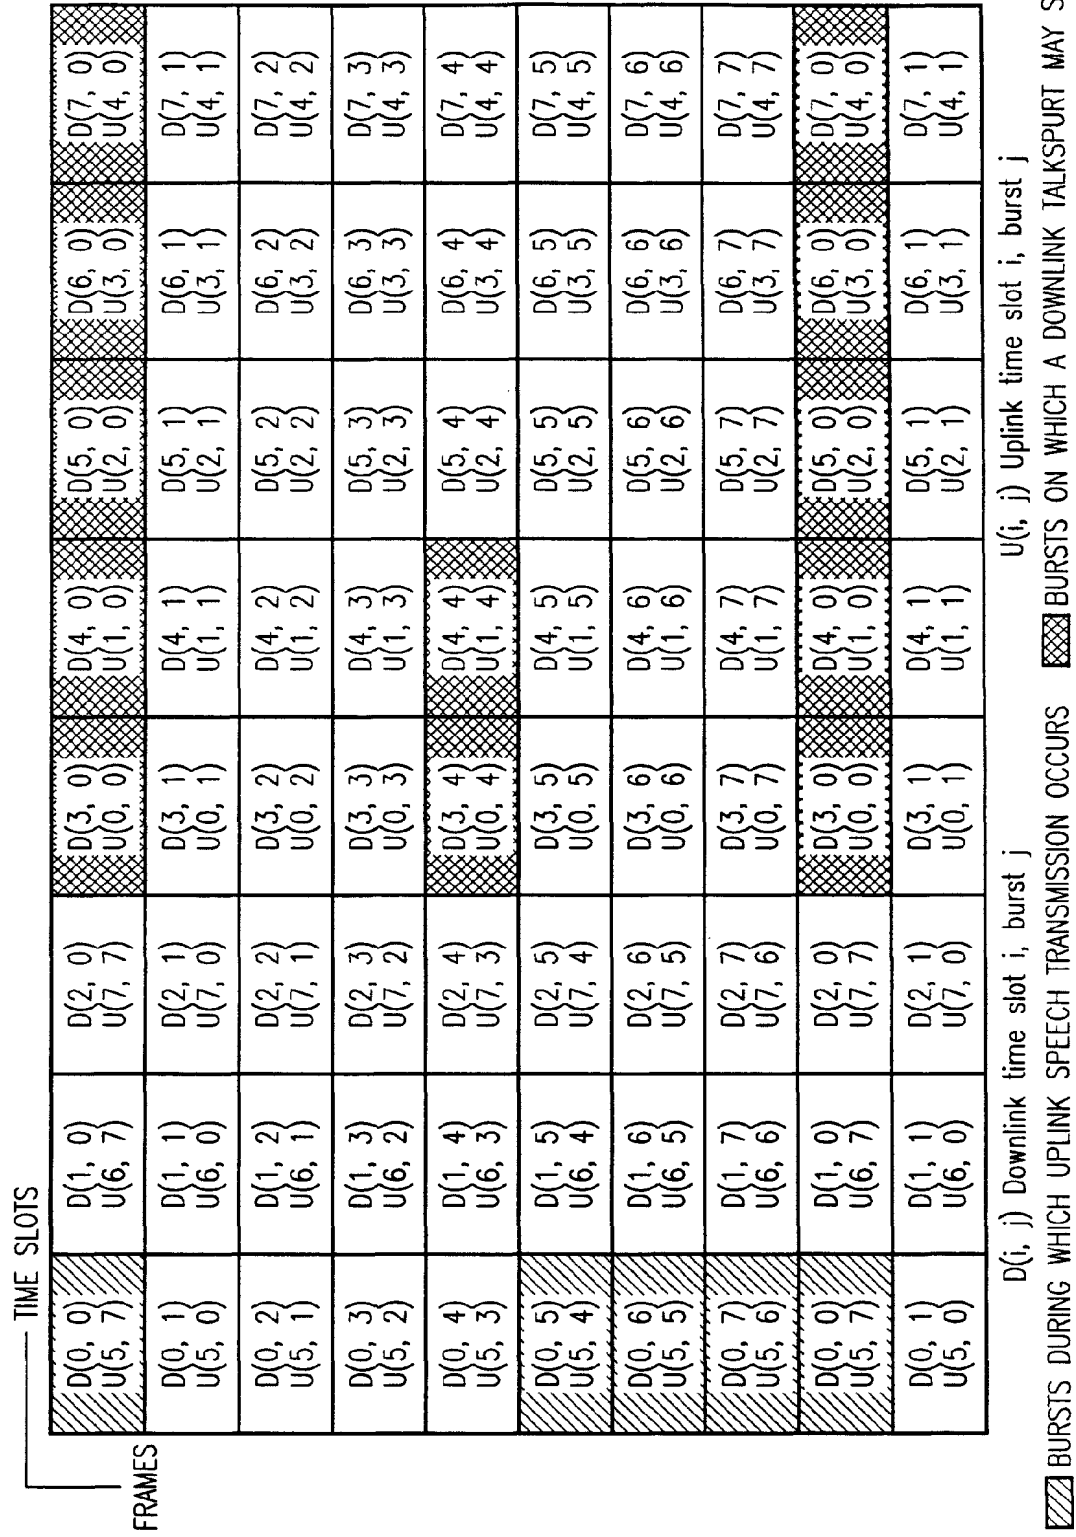 TIME SLOTS
FRAMES
D(0, 0) D(1, 0) D(2, 0) D(3, 0) D(4, 0) D(5, 0) D(6, 0) D(7, 0)
U(5, 7) U(6, 7) U(7, 7) U(0, 0) U(1, 0) U(2, 0) U(3, 0) U(4, 0)
D(0, 1) D(1, 1) D(2, 1) D(3, 1) D(4, 1) D(5, 1) D(6, 1) D(7, 1)
U(5, 0) U(6, 0) U(7, 0) U(0, 1) U(1, 1) U(2, 1) U(3, 1) U(4, 1)
D(0, 2) D(1, 2) D(2, 2) D(3, 2) D(4, 2) D(5, 2) D(6, 2) D(7, 2)
U(5, 1) U(6, 1) U(7, 1) U(0, 2) U(1, 2) U(2, 2) U(3, 2) U(4, 2)
D(0, 3) D(1, 3) D(2, 3) D(3, 3) D(4, 3) D(5, 3) D(6, 3) D(7, 3)
U(5, 2) U(6, 2) U(7, 2) U(0, 3) U(1, 3) U(2, 3) U(3, 3) U(4, 3)
D(0, 4) D(1, 4) D(2, 4) D(3, 4) D(4, 4) D(5, 4) D(6, 4) D(7, 4)
U(5, 3) U(6, 3) U(7, 3) U(0, 4) U(1, 4) U(2, 4) U(3, 4) U(4, 4)
D(0, 5) D(1, 5) D(2, 5) D(3, 5) D(4, 5) D(5, 5) D(6, 5) D(7, 5)
U(5, 4) U(6, 4) U(7, 4) U(0, 5) U(1, 5) U(2, 5) U(3, 5) U(4, 5)
D(0, 6) D(1, 6) D(2, 6) D(3, 6) D(4, 6) D(5, 6) D(6, 6) D(7, 6)
U(5, 5) U(6, 5) U(7, 5) U(0, 6) U(1, 6) U(2, 6) U(3, 6) U(4, 6)
D(0, 7) D(1, 7) D(2, 7) D(3, 7) D(4, 7) D(5, 7) D(6, 7) D(7, 7)
U(5, 6) U(6, 6) U(7, 6) U(0, 7) U(1, 7) U(2, 7) U(3, 7) U(4, 7)
D(0, 0) D(1, 0) D(2, 0) D(3, 0) D(4, 0) D(5, 0) D(6, 0) D(7, 0)
U(5, 7) U(6, 7) U(7, 7) U(0, 0) U(1, 0) U(2, 0) U(3, 0) U(4, 0)
D(0, 1) D(1, 1) D(2, 1) D(3, 1) D(4, 1) D(5, 1) D(6, 1) D(7, 1)
U(5, 0) U(6, 0) U(7, 0) U(0, 1) U(1, 1) U(2, 1) U(3, 1) U(4, 1)
D(i, j) Downlink time slot i, burst j U(i, j) Uplink time slot i, burst j
BURSTS DURING WHICH UPLINK SPEECH TRANSMISSION OCCURS BURSTS ON WHICH A DOWNLINK TALKSPURT MAY